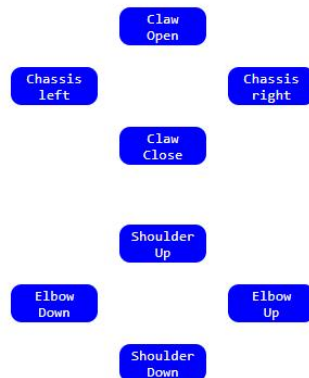 Claw
Open
Chassis
left
Chassis
right
Claw
Close
Shoulder
Up
Elbow
Down
Elbow
Up
Shoulder
Down